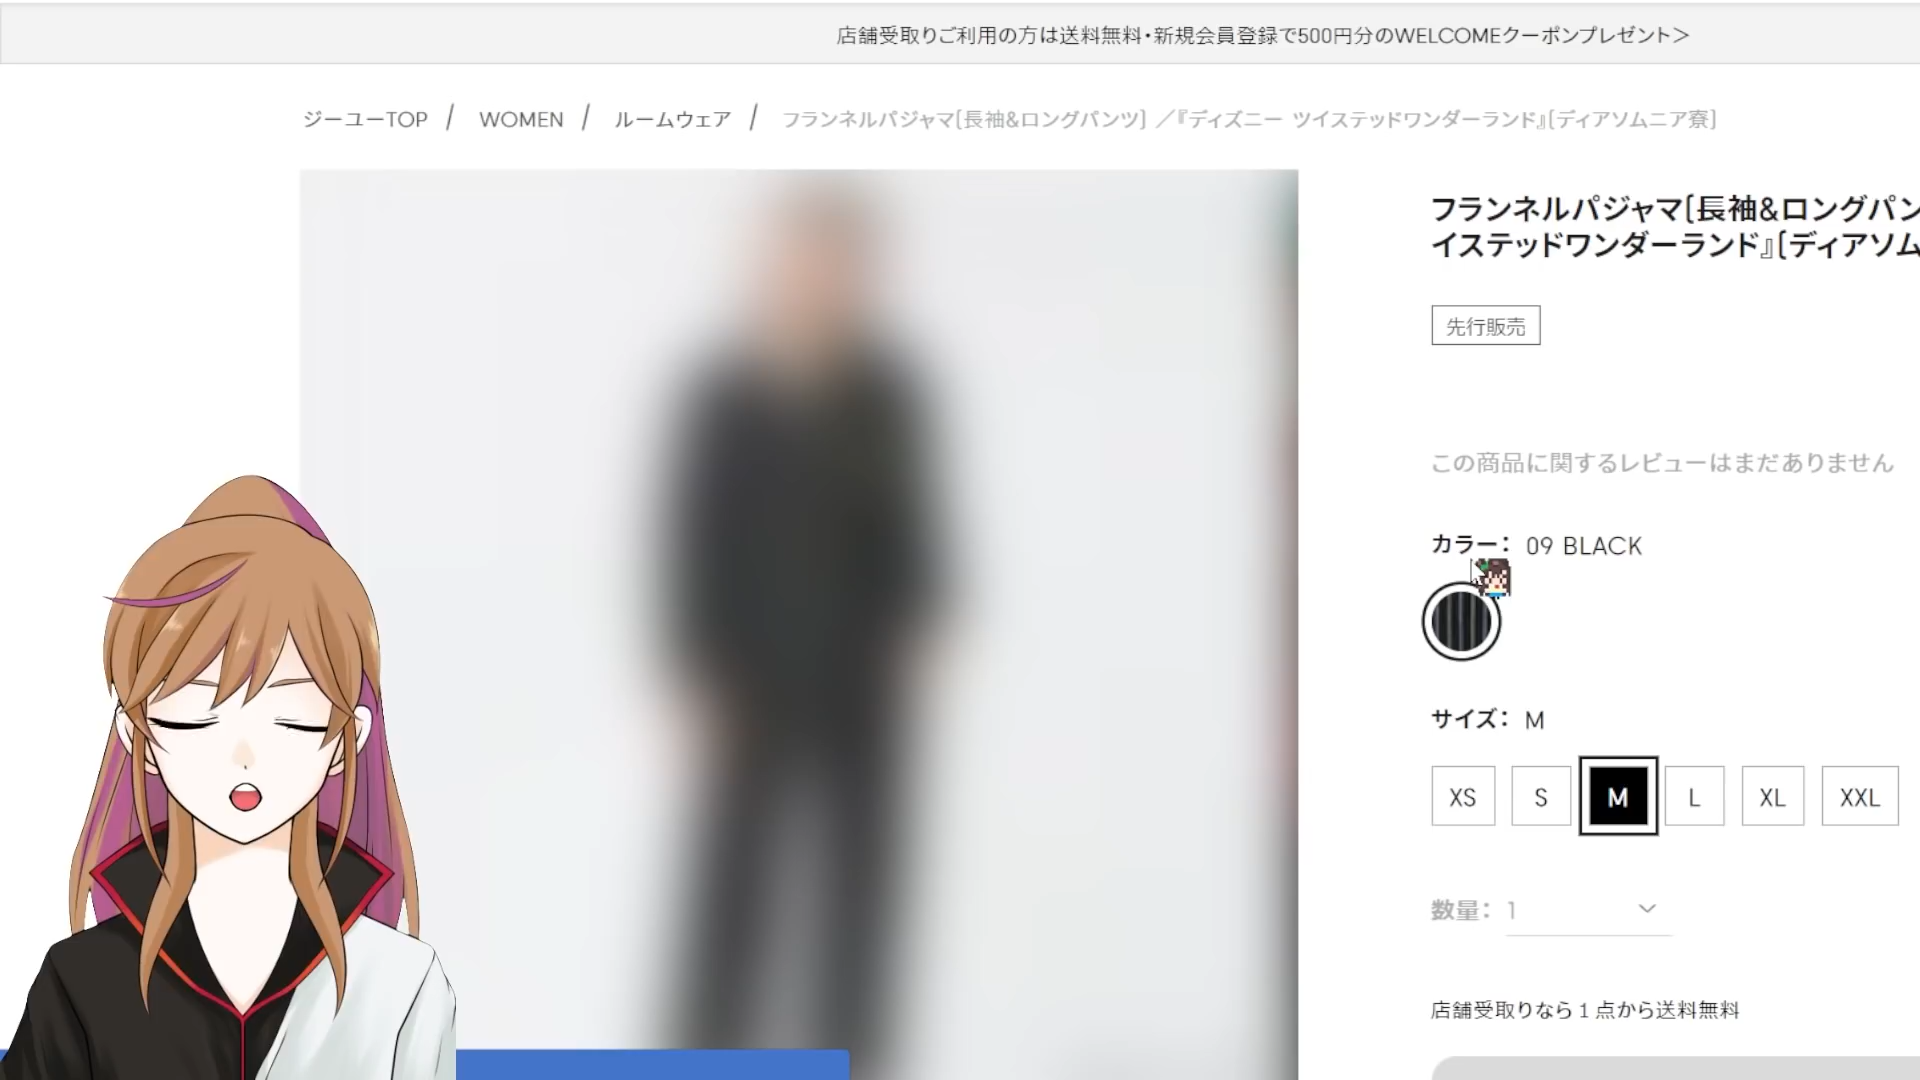 店舗受取りご利用の方は送料無料・新規会員登録で500円分のWELCOMEクーポンプレゼント＞
ジーユーTOP / WOMEN / ルームウェア / フランネルパジャマ(長袖&ロングパンツ) ／『ディズニー ツイステッドワンダーランド』(ディアソムニア寮)
フランネルパジャマ(長袖&ロングパン
イステッドワンダーランド』(ディアソム
先行販売
この商品に関するレビューはまだありません
カラー： 09 BLACK
サイズ： M
XS S M L XL XXL
数量： 1
店舗受取りなら1点から送料無料